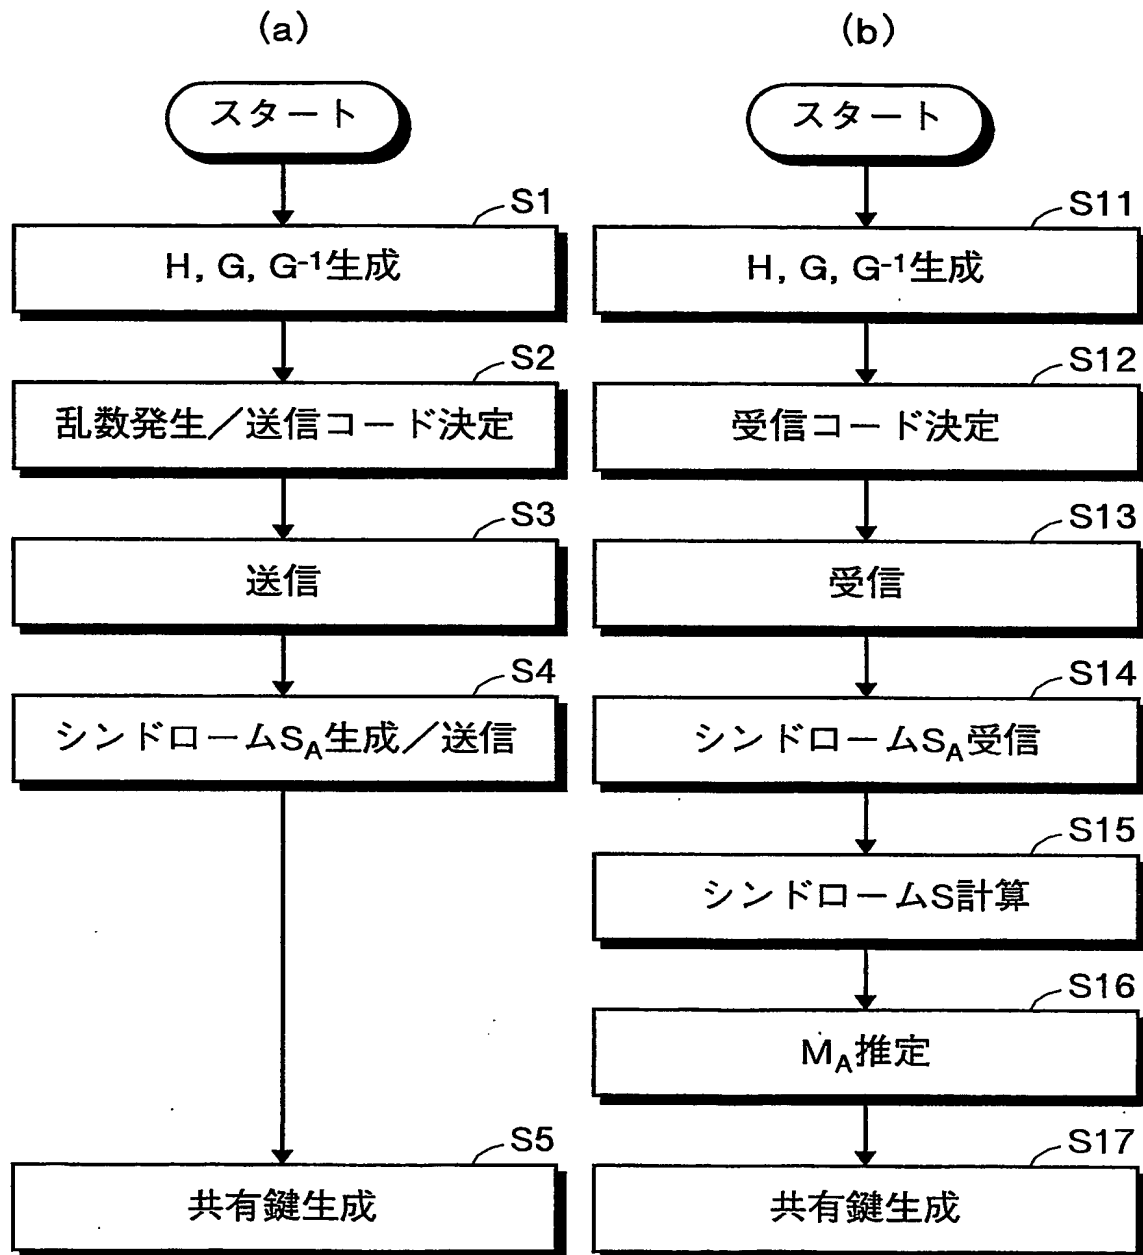 (a)
スタート
S1
H, G, G⁻¹生成
S2
乱数発生／送信コード決定
S3
送信
S4
シンドロームS_A生成／送信
S5
共有鍵生成
(b)
スタート
S11
H, G, G⁻¹生成
S12
受信コード決定
S13
受信
S14
シンドロームS_A受信
S15
シンドロームS計算
S16
M_A推定
S17
共有鍵生成